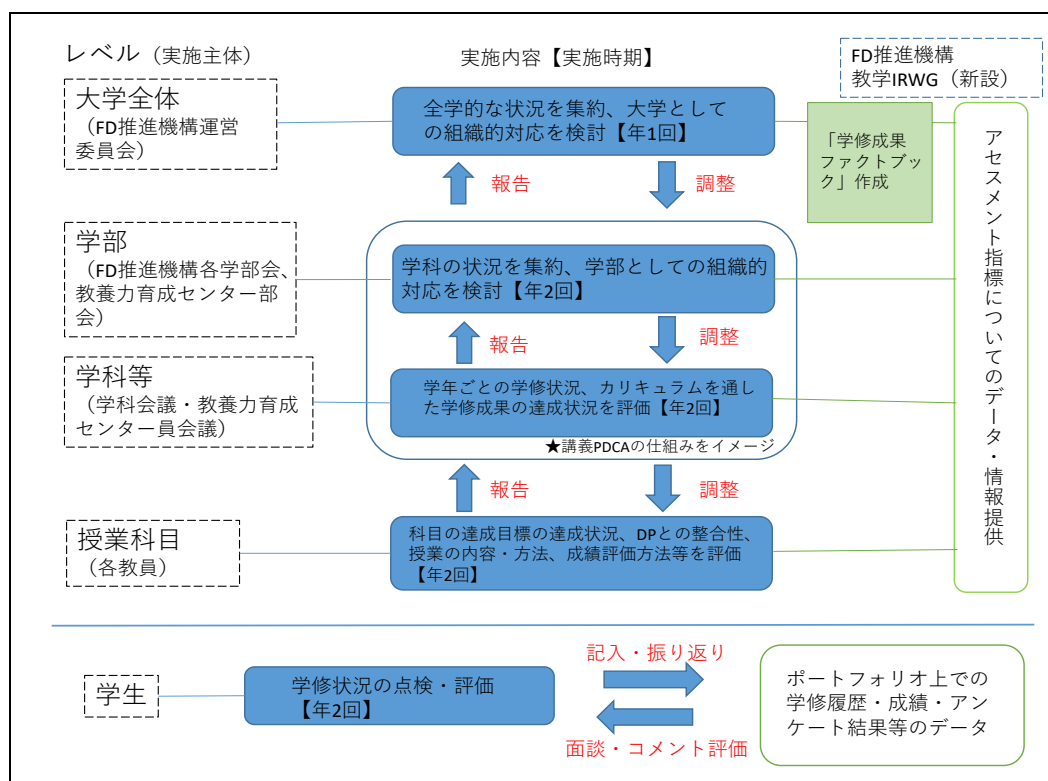 レベル（実施主体）
実施内容【実施時期】
FD推進機構
教学IRWG（新設）
大学全体
（FD推進機構運営
委員会）
全学的な状況を集約、大学として
の組織的対応を検討【年1回】
「学修成果
ファクトブッ
ク」作成
アセスメント指標についてのデータ・情報提供
報告
調整
学部
（FD推進機構各学部会、
教養力育成センター部
会）
学科の状況を集約、学部としての組織的
対応を検討【年2回】
報告
調整
学科等
（学科会議・教養力育成
センター員会議）
学年ごとの学修状況、カリキュラムを通し
た学修成果の達成状況を評価【年2回】
★講義PDCAの仕組みをイメージ
報告
調整
授業科目
（各教員）
科目の達成目標の達成状況、DPとの整合性、
授業の内容・方法、成績評価方法等を評価
【年2回】
学生
学修状況の点検・評価
【年2回】
記入・振り返り
面談・コメント評価
ポートフォリオ上での
学修履歴・成績・アン
ケート結果等のデータ